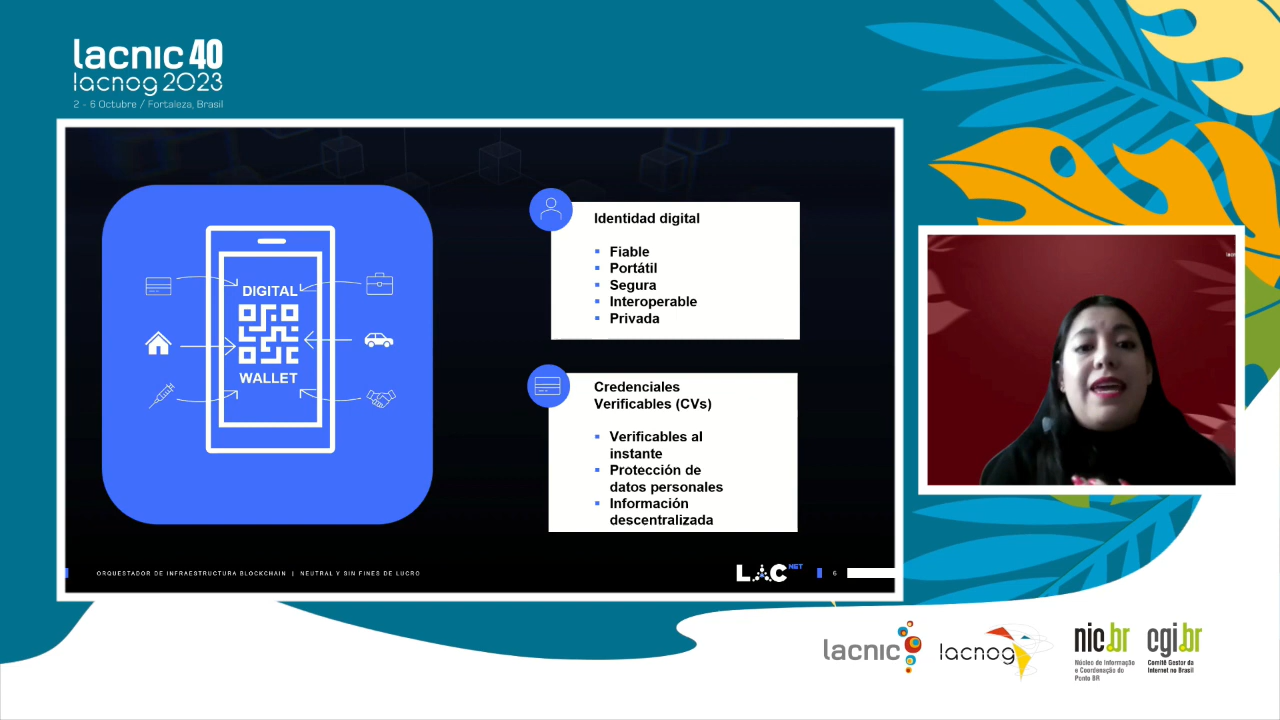 lacnic 40
lacnog 2023
2 - 6 Octubre / Fortaleza, Brasil
DIGITAL
WALLET
Identidad digital
Fiable
Portátil
Segura
Interoperable
Privada
Credenciales
Verificables (CVs)
Verificables al
instante
Protección de
datos personales
Información
descentralizada
ORQUESTADOR DE INFRAESTRUCTURA BLOCKCHAIN | NEUTRAL Y SIN FINES DE LUCRO
LAC NET
6
lacnic
lacnog
nic.br
Núcleo de Informação
e Coordenação do
Ponto BR
cgi.br
Comitê Gestor da
Internet no Brasil